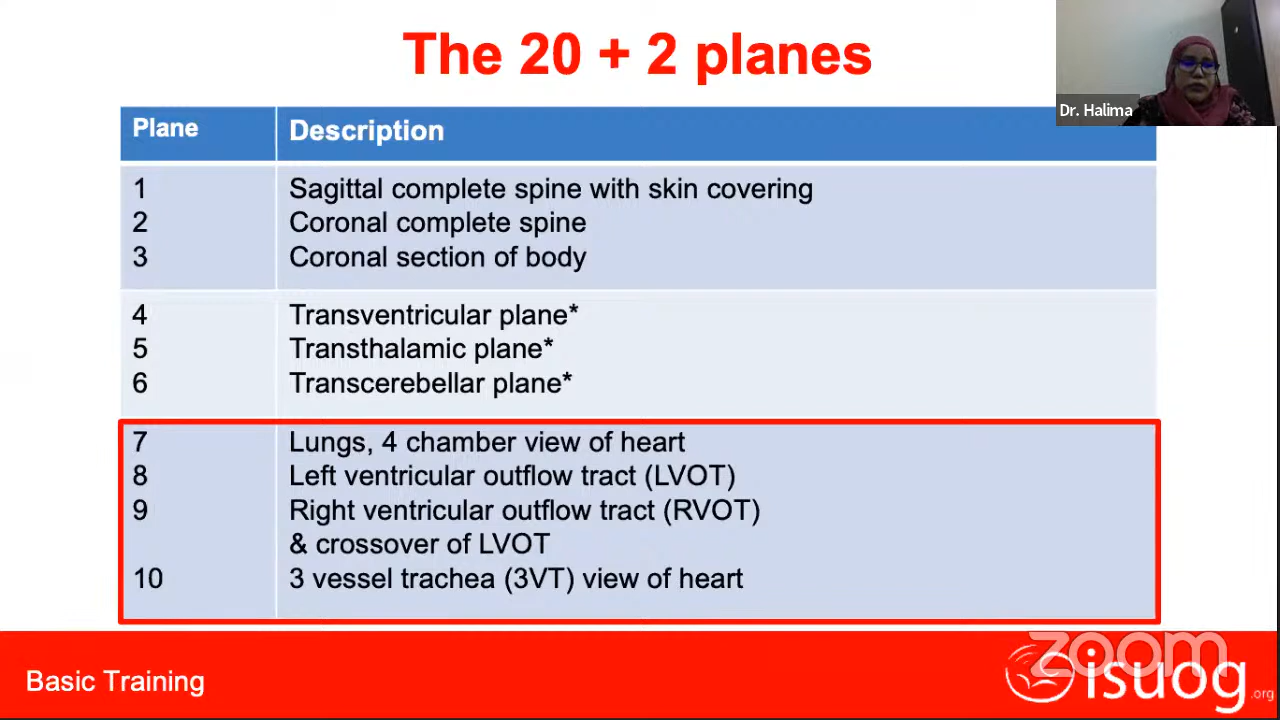 The 20 + 2 planes
Dr. Halima
Plane Description
1 Sagittal complete spine with skin covering
2 Coronal complete spine
3 Coronal section of body
4 Transventricular plane*
5 Transthalamic plane*
6 Transcerebellar plane*
7 Lungs, 4 chamber view of heart
8 Left ventricular outflow tract (LVOT)
9 Right ventricular outflow tract (RVOT)
& crossover of LVOT
10 3 vessel trachea (3VT) view of heart
zoom
Basic Training
isuog.org